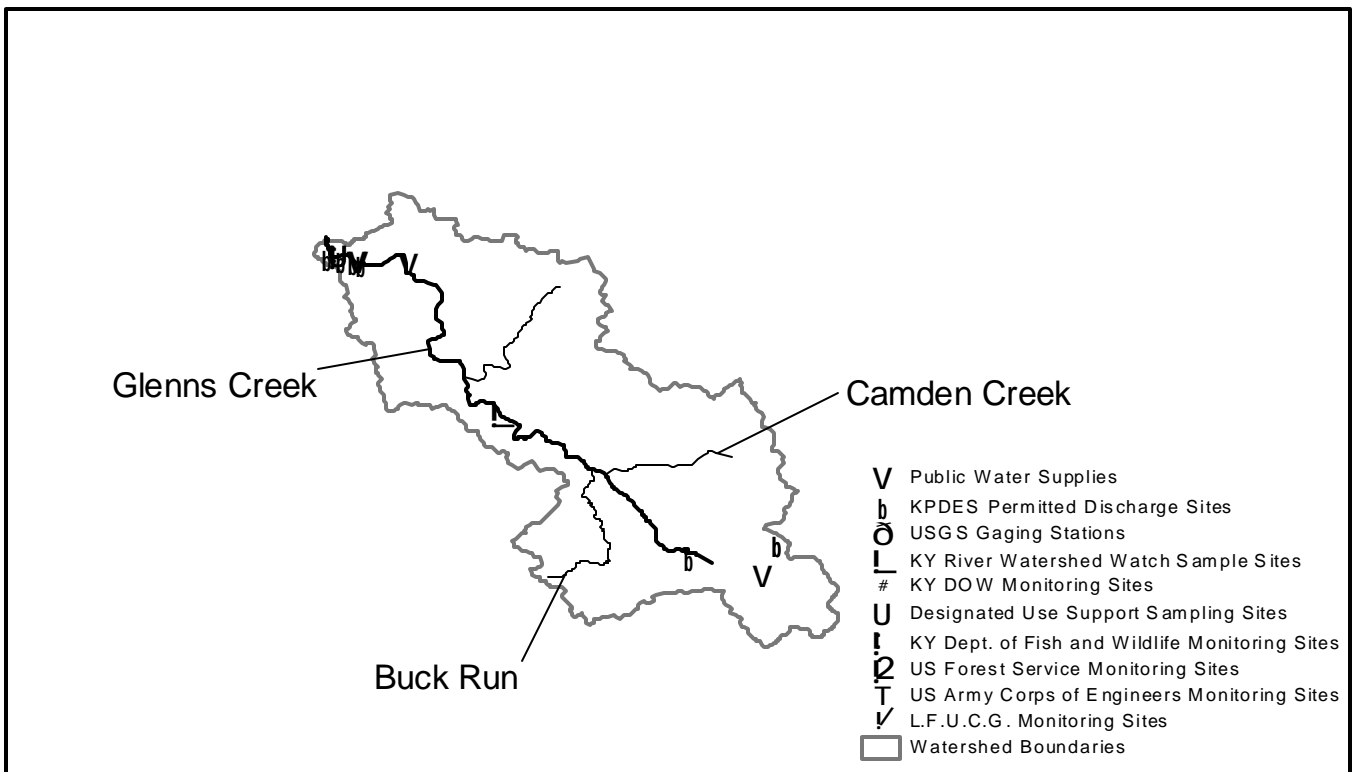 Glenns Creek
Camden Creek
Buck Run
V Public Water Supplies
b KPDES Permitted Discharge Sites
USGS Gaging Stations
KY River Watershed Watch Sample Sites
# KY DOW Monitoring Sites
U Designated Use Support Sampling Sites
KY Dept. of Fish and Wildlife Monitoring Sites
US Forest Service Monitoring Sites
T US Army Corps of Engineers Monitoring Sites
L.F.U.C.G. Monitoring Sites
Watershed Boundaries